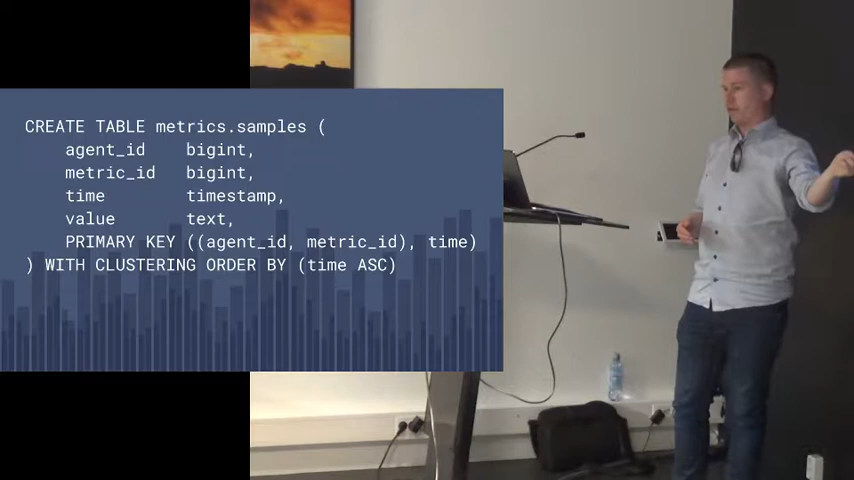 CREATE TABLE metrics.samples (
agent_id bigint,
metric_id bigint,
time timestamp,
value text,
PRIMARY KEY ((agent_id, metric_id), time)
) WITH CLUSTERING ORDER BY (time ASC)